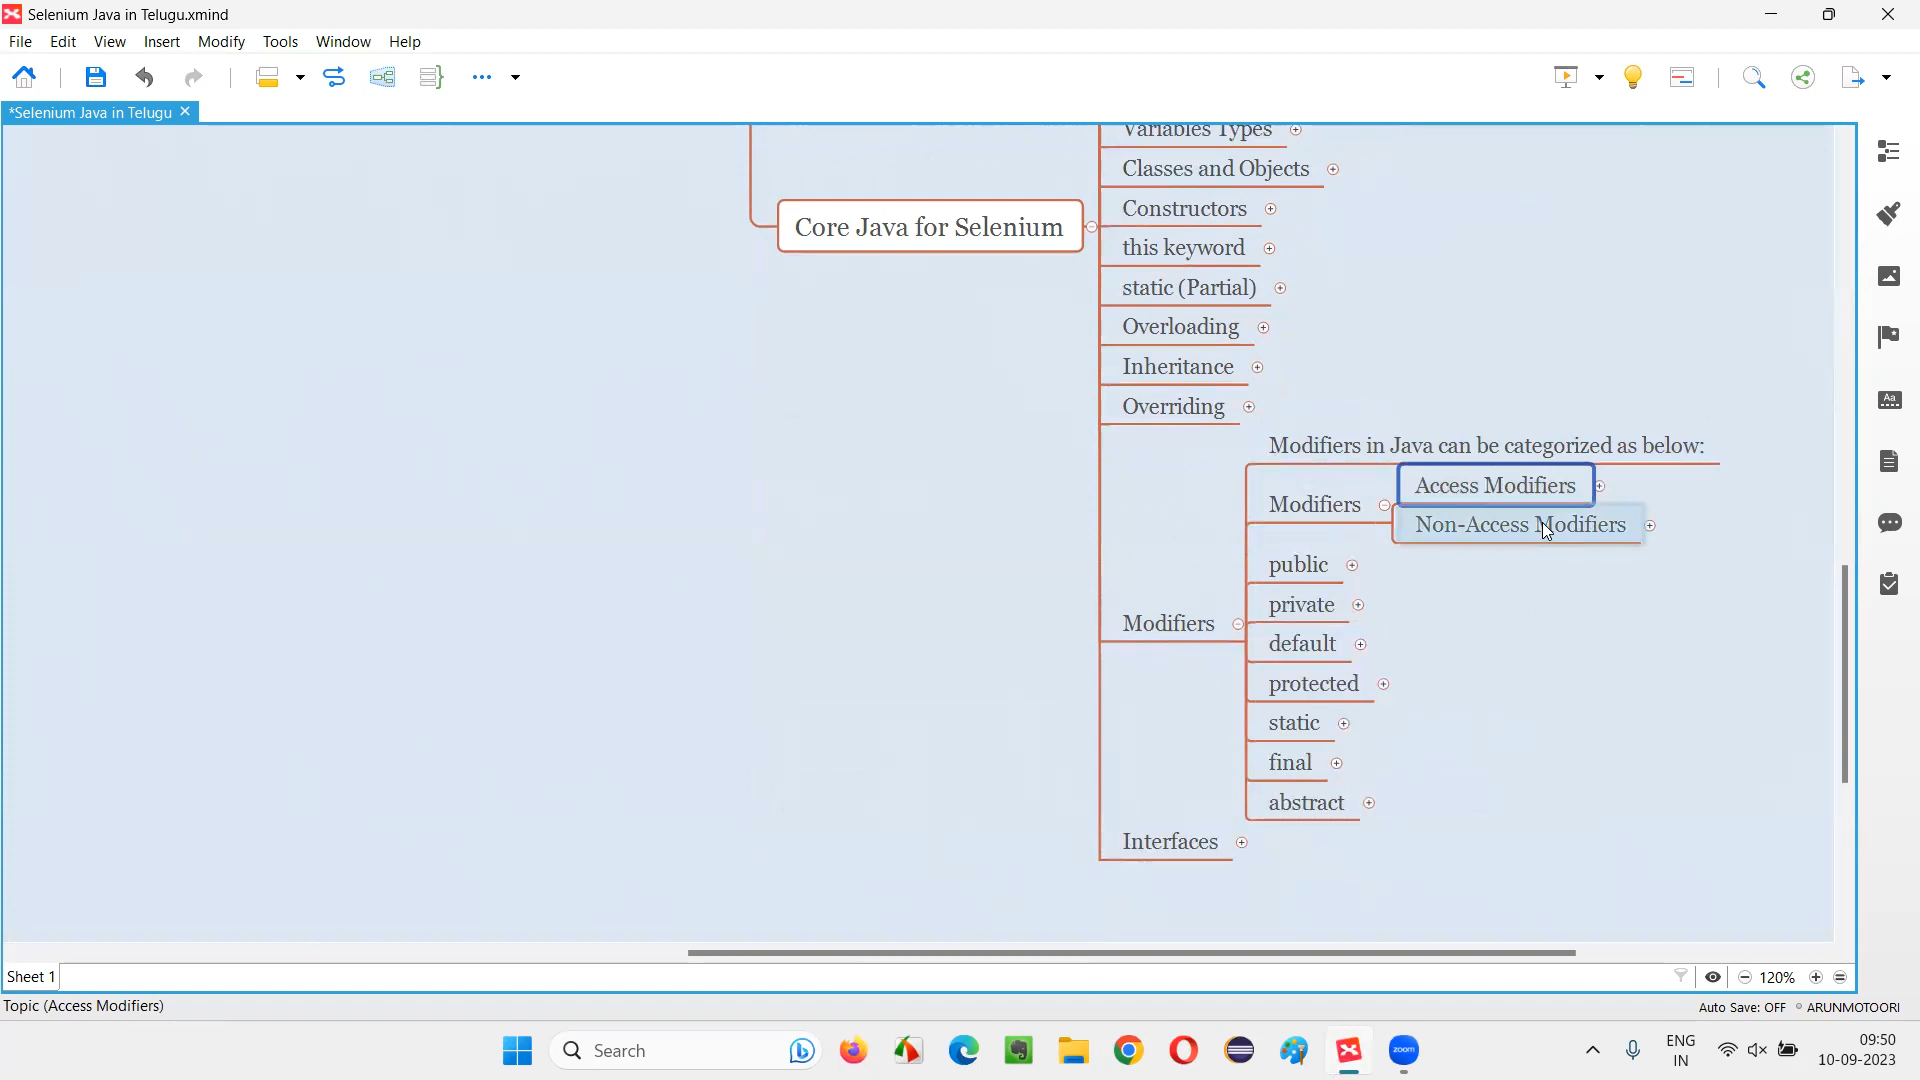 Selenium Java in Telugu.xmind
File Edit View Insert Modify Tools Window Help
*Selenium Java in Telugu
Variables Types
Classes and Objects
Core Java for Selenium
Constructors
this keyword
static (Partial)
Overloading
Inheritance
Overriding
Modifiers in Java can be categorized as below:
Access Modifiers
Modifiers
Non-Access Modifiers
public
private
Modifiers
default
protected
static
final
abstract
Interfaces
Sheet 1
120%
Topic (Access Modifiers)
Auto Save: OFF ARUNMOTOORI
Search
zoom
ENG
IN
09:50
10-09-2023